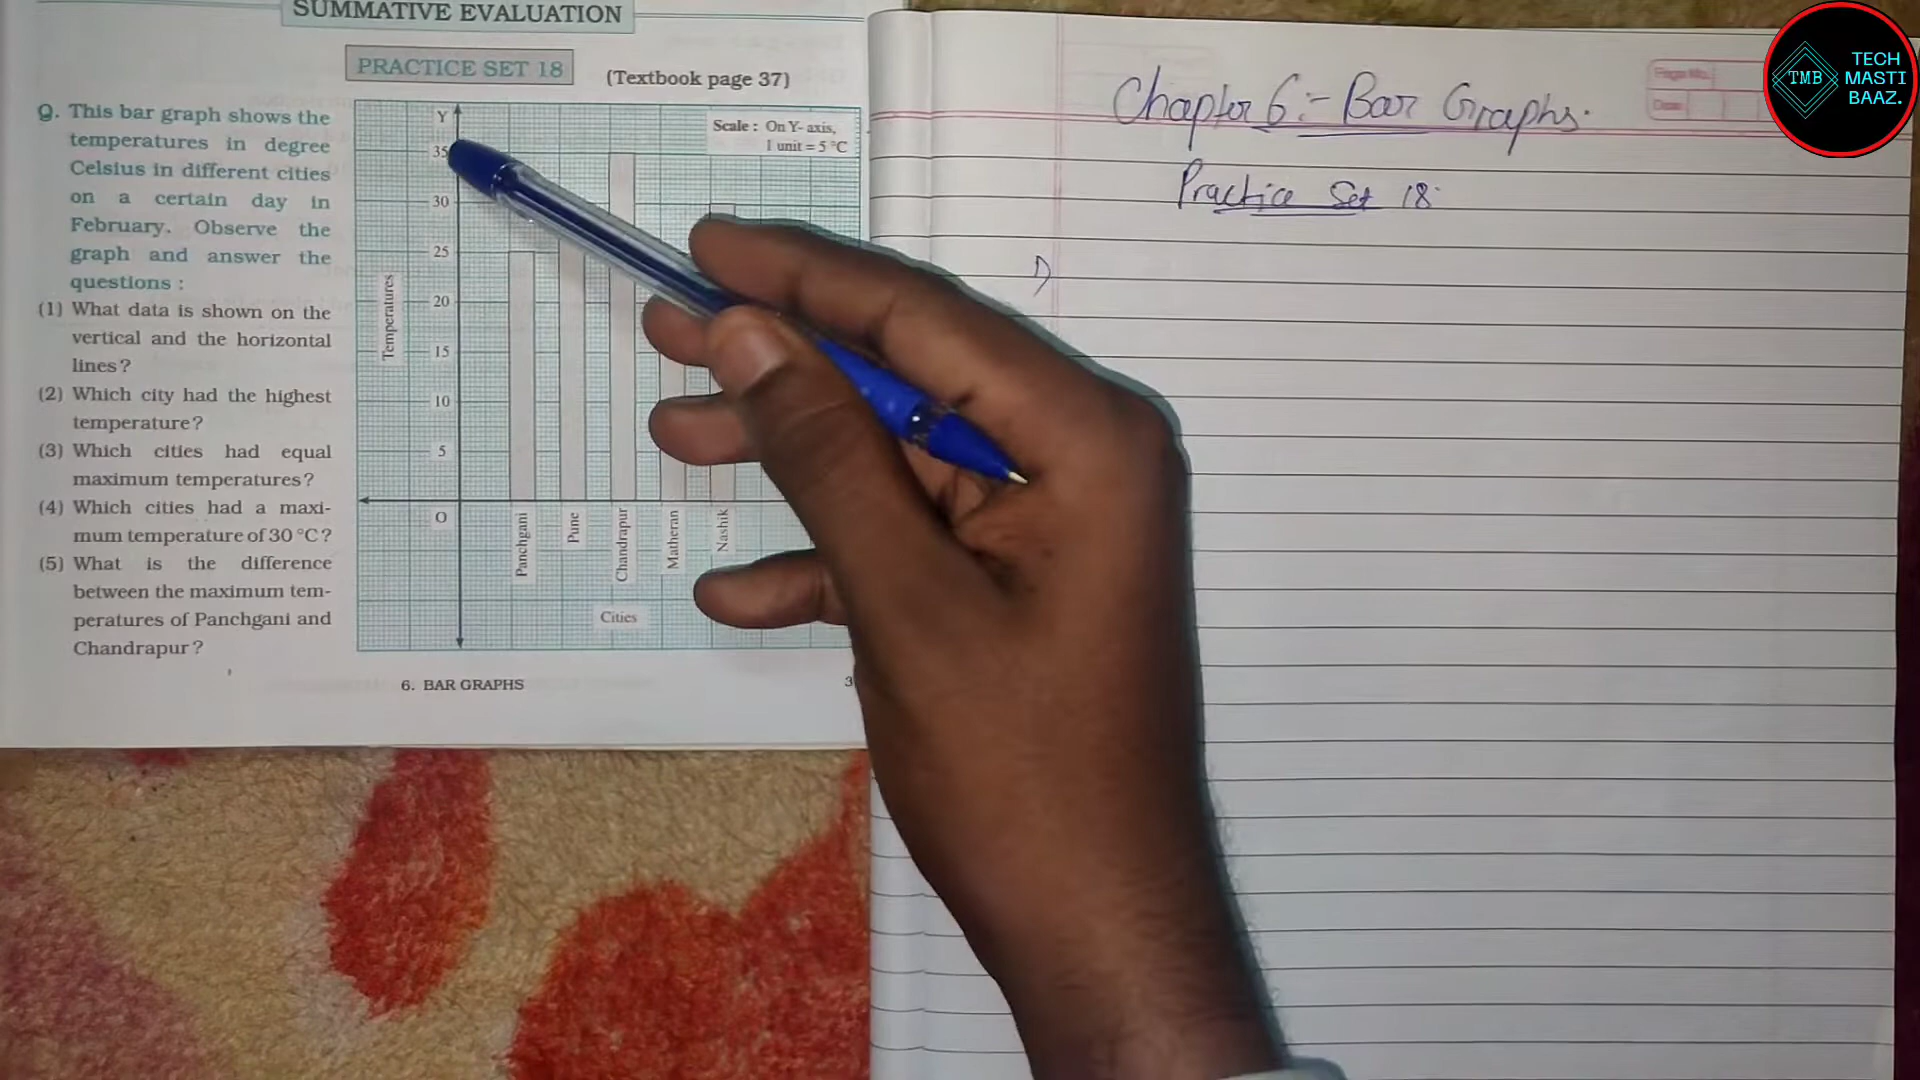 SUMMATIVE EVALUATION
PRACTICE SET 18
(Textbook page 37)
Q. This bar graph shows the
temperatures in degree
Celsius in different cities
on a certain day in
February. Observe the
graph and answer the
questions :
(1) What data is shown on the
vertical and the horizontal
lines?
(2) Which city had the highest
temperature?
(3) Which cities had equal
maximum temperatures?
(4) Which cities had a maxi-
mum temperature of 30 °C?
(5) What is the difference
between the maximum tem-
peratures of Panchgani and
Chandrapur?
Y
Scale : On Y- axis,
1 unit = 5 °C
35
30
25
20
15
10
5
O
Temperatures
Panchgani
Pune
Chandrapur
Matheran
Nashik
Cities
6. BAR GRAPHS
Chapter 6:- Bar Graphs.
Practice Set 18
1)
Page No.
Date
TMB
TECH
MASTI
BAAZ.